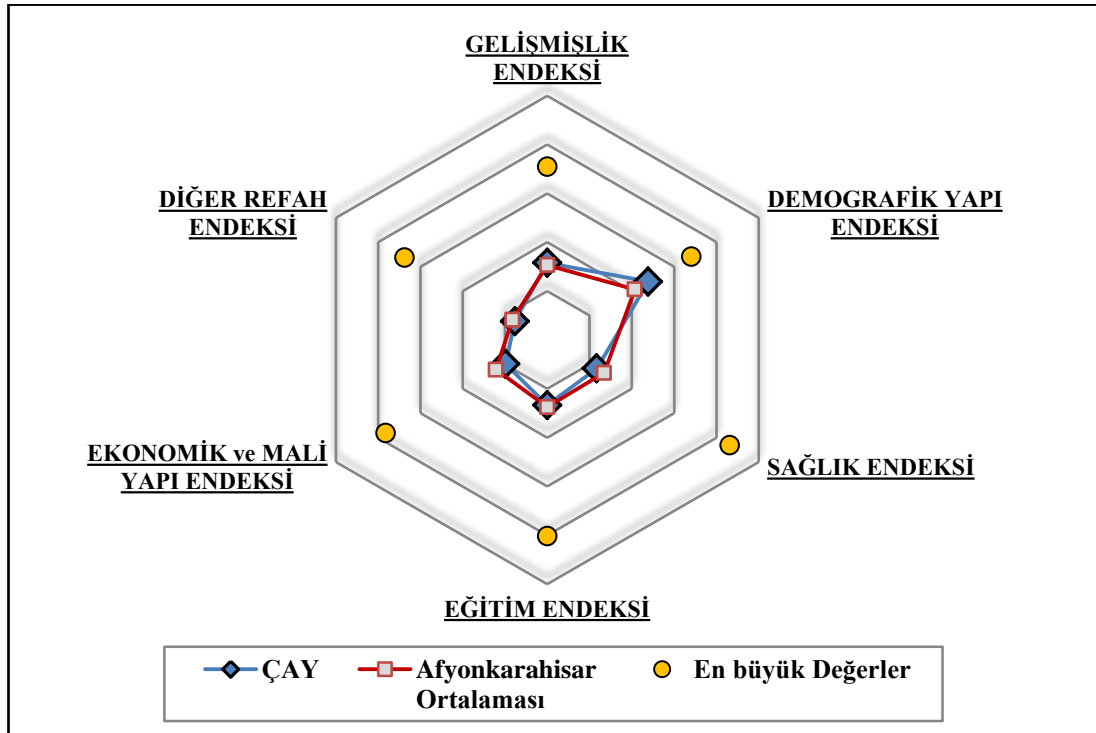 GELİŞMİŞLİK
ENDEKSİ
DİĞER REFAH
ENDEKSİ
DEMOGRAFİK YAPI
ENDEKSİ
EKONOMİK ve MALİ
YAPI ENDEKSİ
SAĞLIK ENDEKSİ
EĞİTİM ENDEKSİ
ÇAY
Afyonkarahisar
Ortalaması
En büyük Değerler